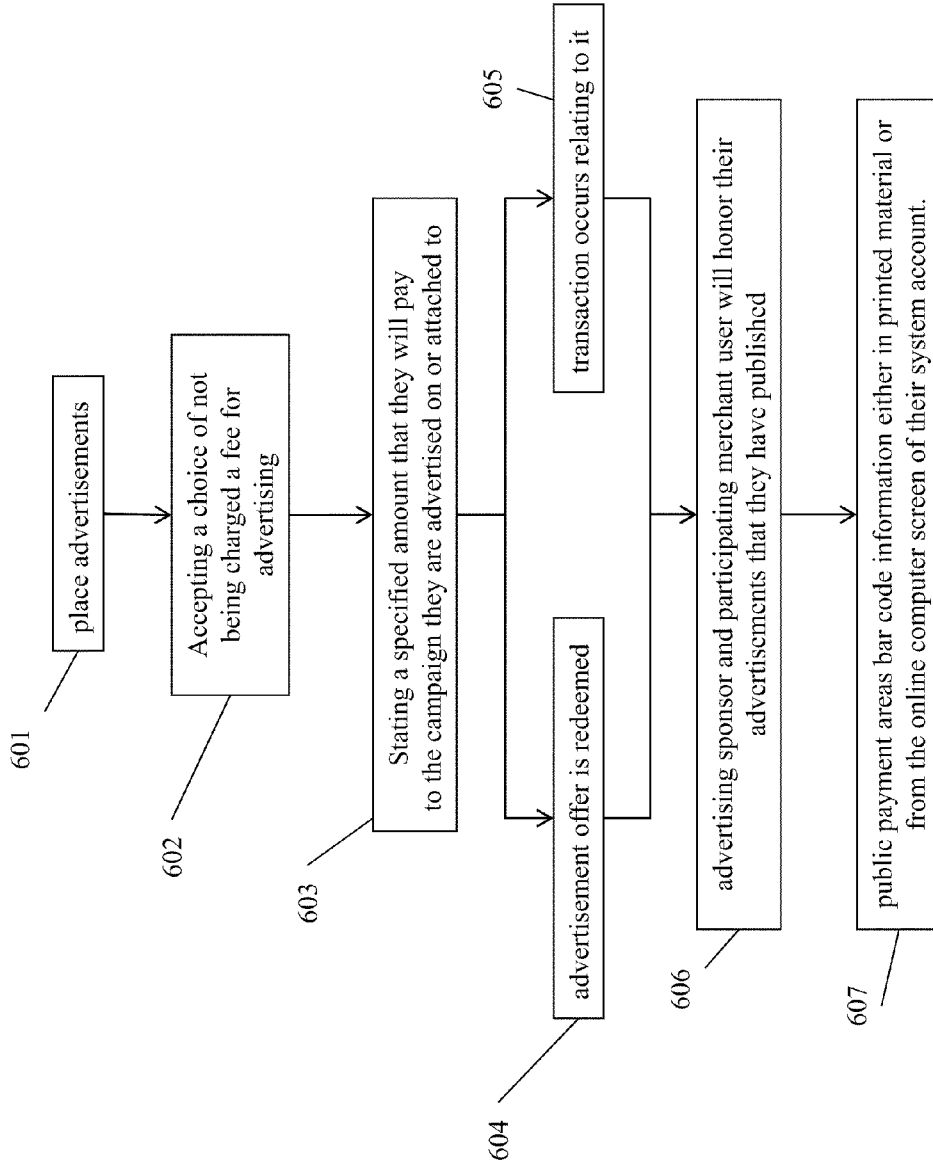 601
place advertisements
602
Accepting a choice of not
being charged a fee for
advertising
603
Stating a specified amount that they will pay
to the campaign they are advertised on or attached to
604
advertisement offer is redeemed
605
transaction occurs relating to it
606
advertising sponsor and participating merchant user will honor their
advertisements that they have published
607
public payment areas bar code information either in printed material or
from the online computer screen of their system account.